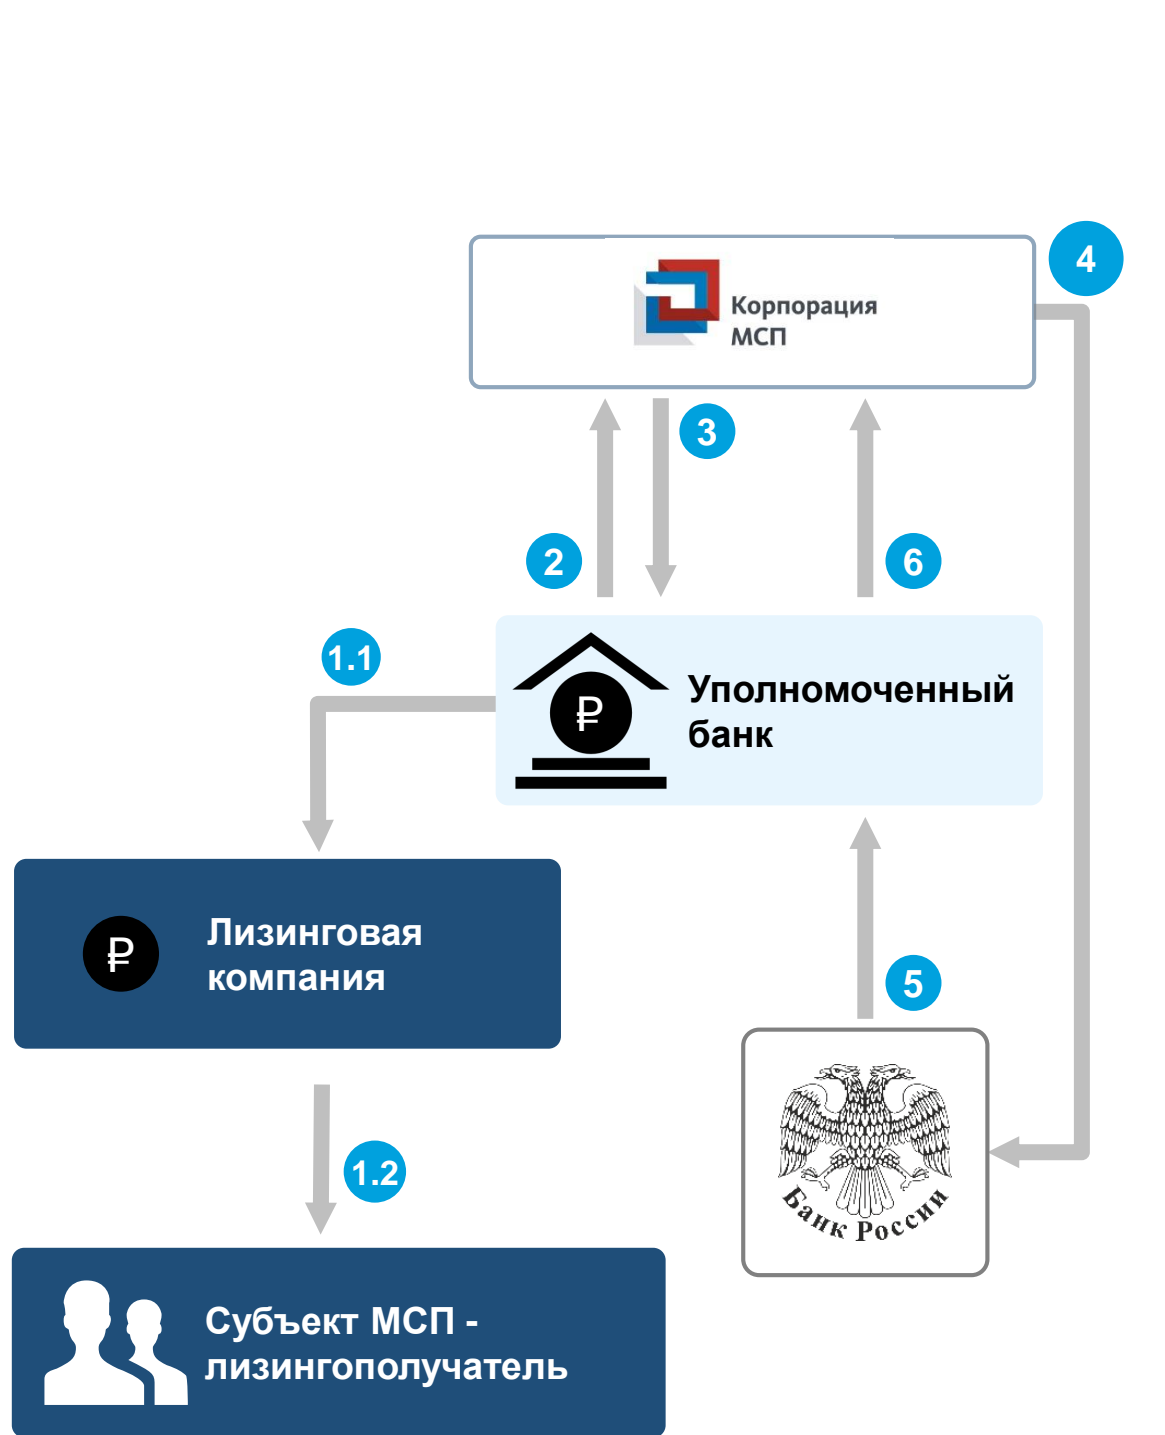 4
Корпорация
МСП
3
2
6
1.1
₽
Уполномоченный
банк
₽
Лизинговая
компания
5
1.2
Банк России
Субъект МСП -
лизингополучатель